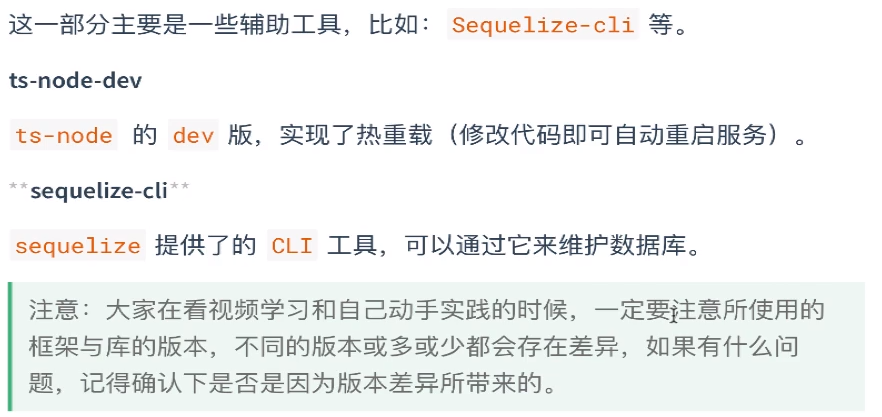 这一部分主要是一些辅助工具，比如： Sequelize-cli 等。
ts-node-dev
ts-node 的 dev 版，实现了热重载（修改代码即可自动重启服务）。
**sequelize-cli**
sequelize 提供了的 CLI 工具，可以通过它来维护数据库。
注意：大家在看视频学习和自己动手实践的时候，一定要注意所使用的
框架与库的版本，不同的版本或多或少都会存在差异，如果有什么问
题，记得确认下是否是因为版本差异所带来的。